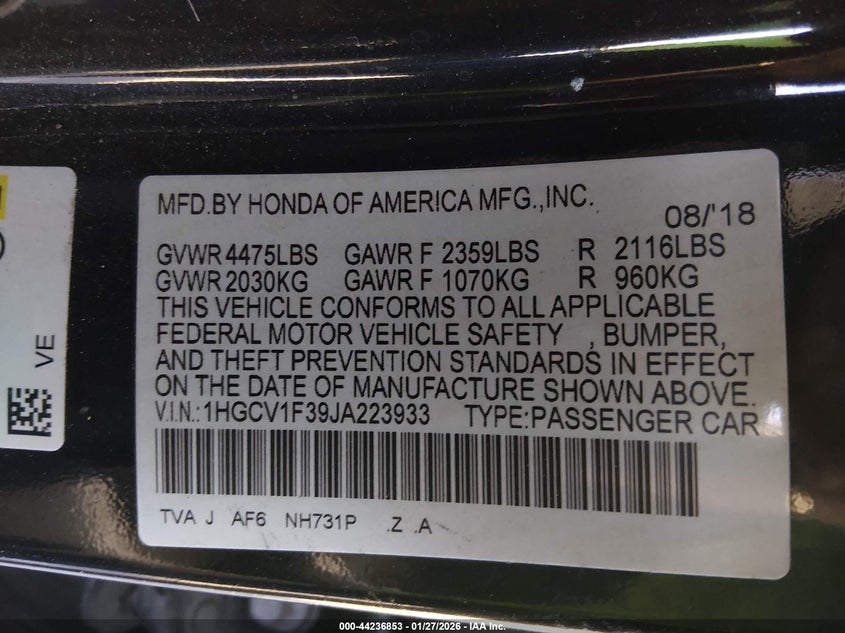 MFD.BY HONDA OF AMERICA MFG.,INC.
08/'18
GVWR 4475LBS GAWR F 2359LBS R 2116LBS
GVWR 2030KG GAWR F 1070KG R 960KG
THIS VEHICLE CONFORMS TO ALL APPLICABLE
FEDERAL MOTOR VEHICLE SAFETY , BUMPER,
AND THEFT PREVENTION STANDARDS IN EFFECT
ON THE DATE OF MANUFACTURE SHOWN ABOVE.
V.I.N.:1HGCV1F39JA223933 TYPE:PASSENGER CAR
TVA J AF6 NH731P .Z .A
VE
000-44236853 — 01/27/2026 — IAA Inc.